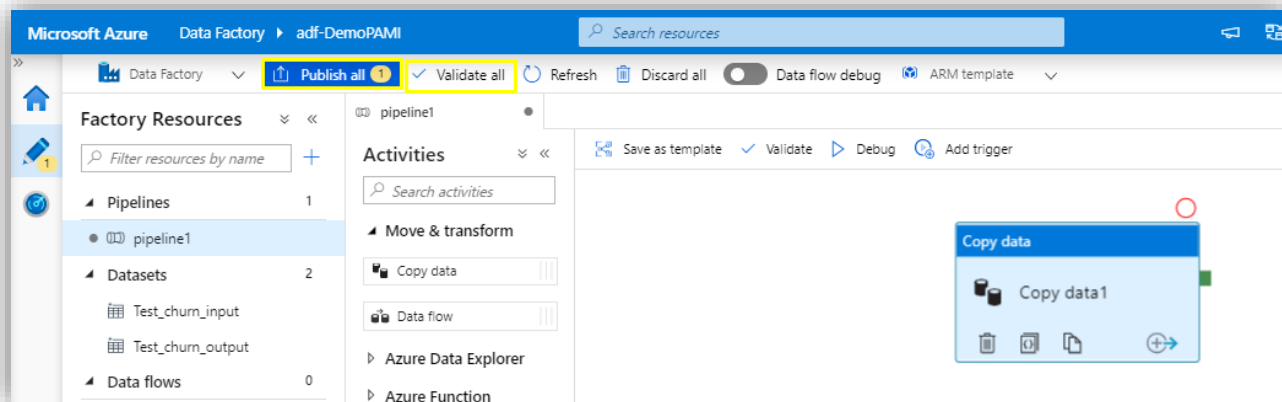 Microsoft Azure Data Factory adf-DemoPAMI Search resources
Data Factory Publish all 1 Validate all Refresh Discard all Data flow debug ARM template
Factory Resources
Filter resources by name
1
Pipelines 1
pipeline1
Datasets 2
Test_churn_input
Test_churn_output
Data flows 0
pipeline1
Activities
Search activities
Move & transform
Copy data
Data flow
Azure Data Explorer
Azure Function
Save as template Validate Debug Add trigger
Copy data
Copy data1